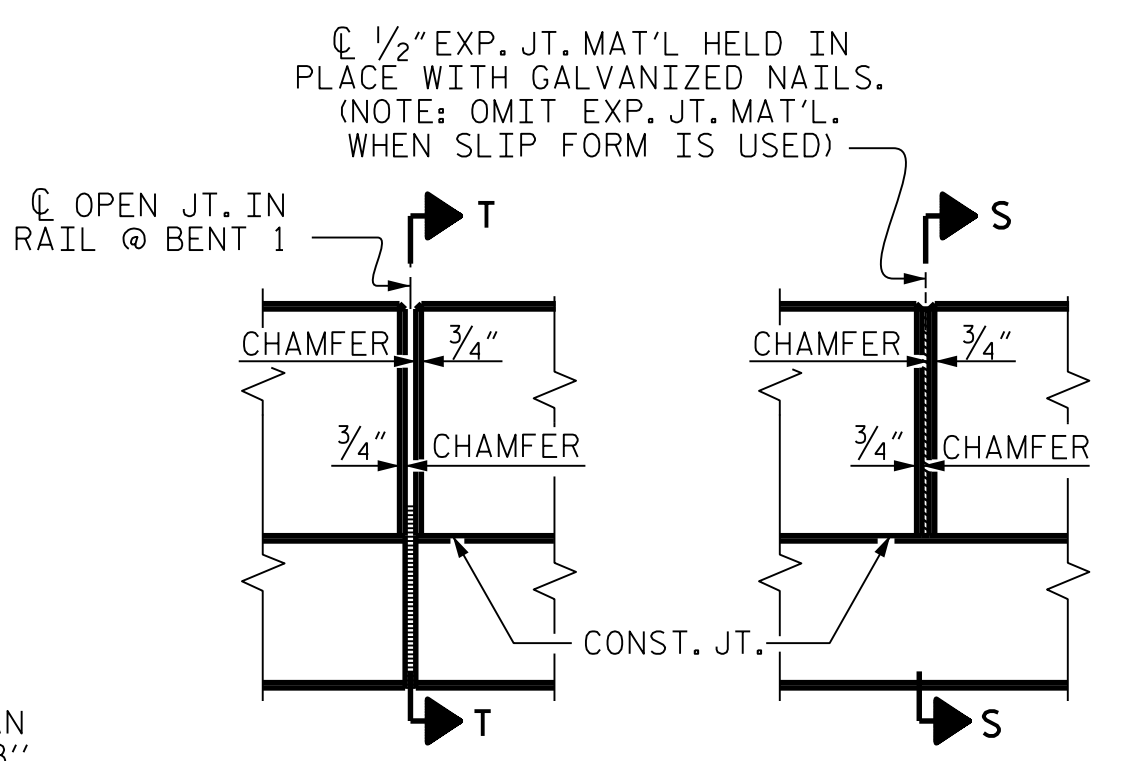 ℄ 1/2" EXP. JT. MAT'L HELD IN
PLACE WITH GALVANIZED NAILS.
(NOTE: OMIT EXP. JT. MAT'L.
WHEN SLIP FORM IS USED)
℄ OPEN JT. IN
RAIL @ BENT 1
T
S
CHAMFER
3/4"
CHAMFER
3/4"
3/4"
CHAMFER
3/4"
CHAMFER
CONST. JT.
T
S